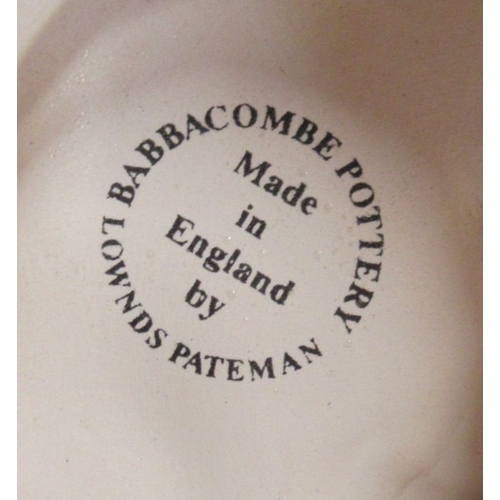 BABBACOMBE POTTERY
Made
in
England
by
LOWNDS PATEMAN